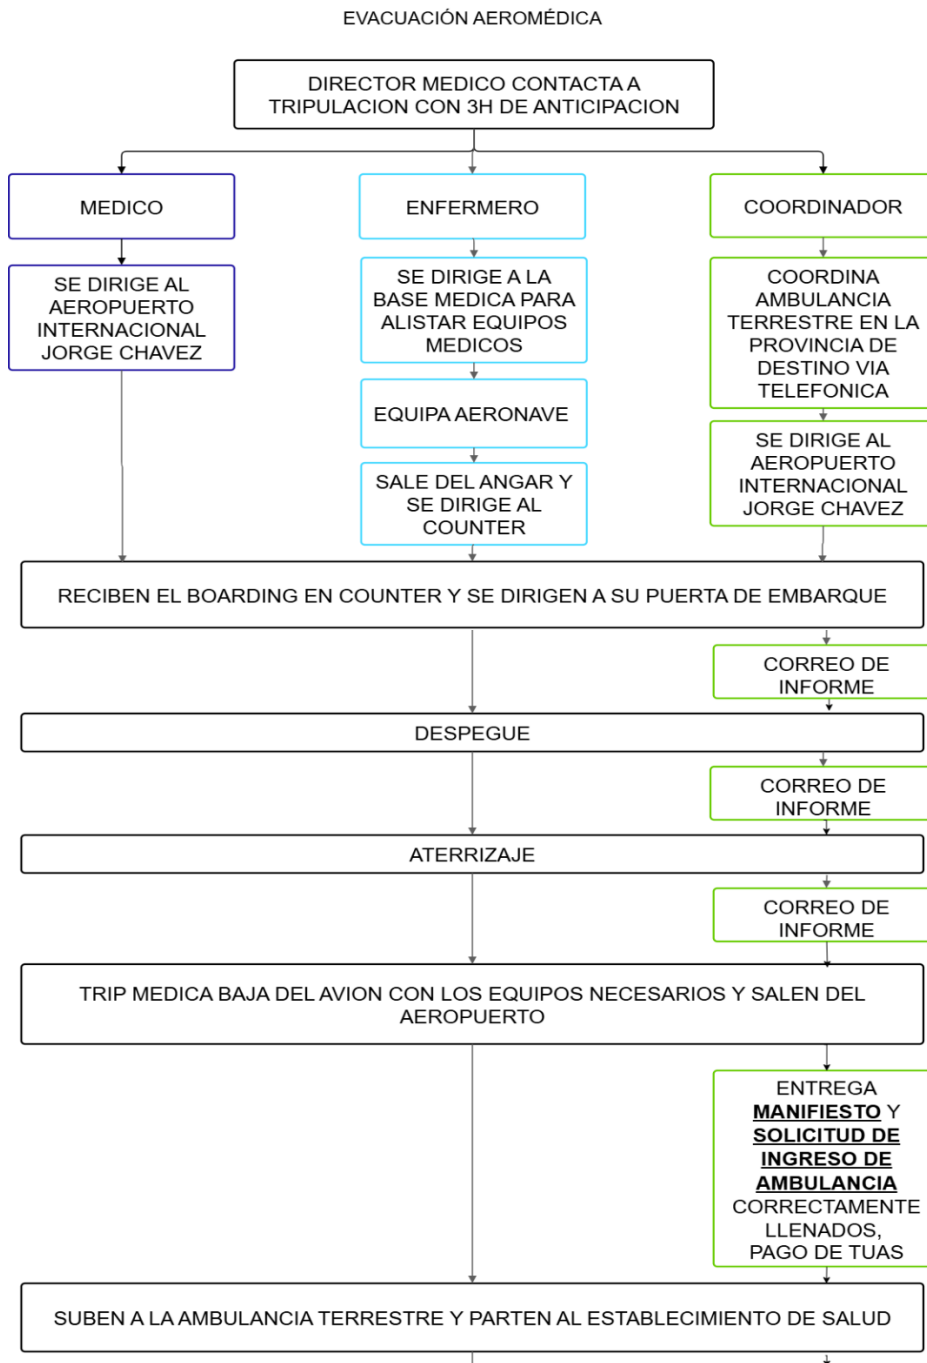 EVACUACIÓN AEROMÉDICA
DIRECTOR MEDICO CONTACTA A
TRIPULACION CON 3H DE ANTICIPACION
MEDICO
ENFERMERO
COORDINADOR
SE DIRIGE AL
AEROPUERTO
INTERNACIONAL
JORGE CHAVEZ
SE DIRIGE A LA
BASE MEDICA PARA
ALISTAR EQUIPOS
MEDICOS
EQUIPA AERONAVE
SALE DEL ANGAR Y
SE DIRIGE AL
COUNTER
COORDINA
AMBULANCIA
TERRESTRE EN LA
PROVINCIA DE
DESTINO VIA
TELEFONICA
SE DIRIGE AL
AEROPUERTO
INTERNACIONAL
JORGE CHAVEZ
RECIBEN EL BOARDING EN COUNTER Y SE DIRIGEN A SU PUERTA DE EMBARQUE
CORREO DE
INFORME
DESPEGUE
CORREO DE
INFORME
ATERRIZAJE
CORREO DE
INFORME
TRIP MEDICA BAJA DEL AVION CON LOS EQUIPOS NECESARIOS Y SALEN DEL
AEROPUERTO
ENTREGA
MANIFIESTO Y
SOLICITUD DE
INGRESO DE
AMBULANCIA
CORRECTAMENTE
LLENADOS,
PAGO DE TUAS
SUBEN A LA AMBULANCIA TERRESTRE Y PARTEN AL ESTABLECIMIENTO DE SALUD